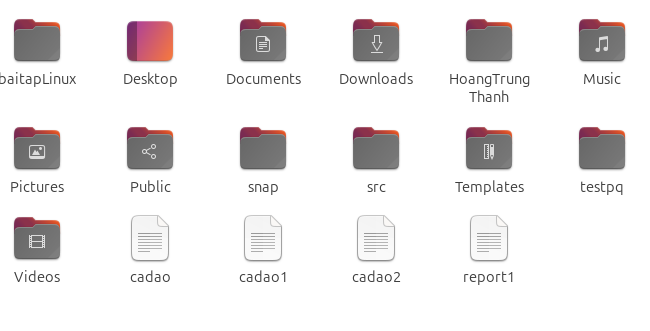 baitapLinux
Desktop
Documents
Downloads
HoangTrung
Thanh
Music
Pictures
Public
snap
src
Templates
testpq
Videos
cadao
cadao1
cadao2
report1